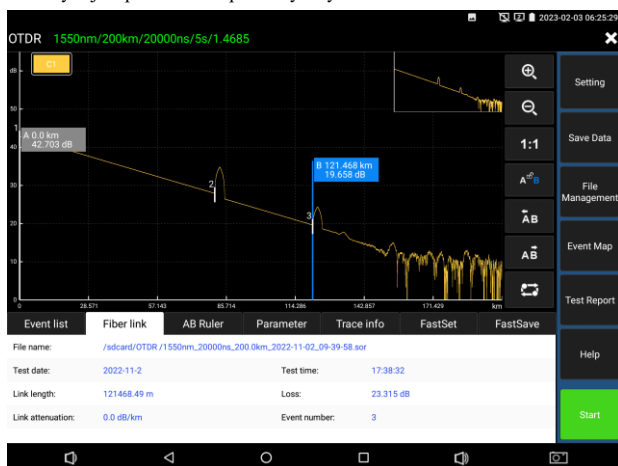 2023-02-03 06:25:29
OTDR 1550nm/200km/20000ns/5s/1.4685
C1
dB
50
40
30
20
10
0
1
A 0.0 km
42.703 dB
2
B 121.468 km
19.658 dB
3
0 28.571 57.143 85.714 114.286 142.857 171.429 km
1:1
A B
AB
AB
Setting
Save Data
File
Management
Event Map
Test Report
Help
Start
Event list Fiber link AB Ruler Parameter Trace info FastSet FastSave
File name: /sdcard/OTDR /1550nm_20000ns_200.0km_2022-11-02_09-39-58.sor
Test date: 2022-11-2 Test time: 17:38:32
Link length: 121468.49 m Loss: 23.315 dB
Link attenuation: 0.0 dB/km Event number: 3